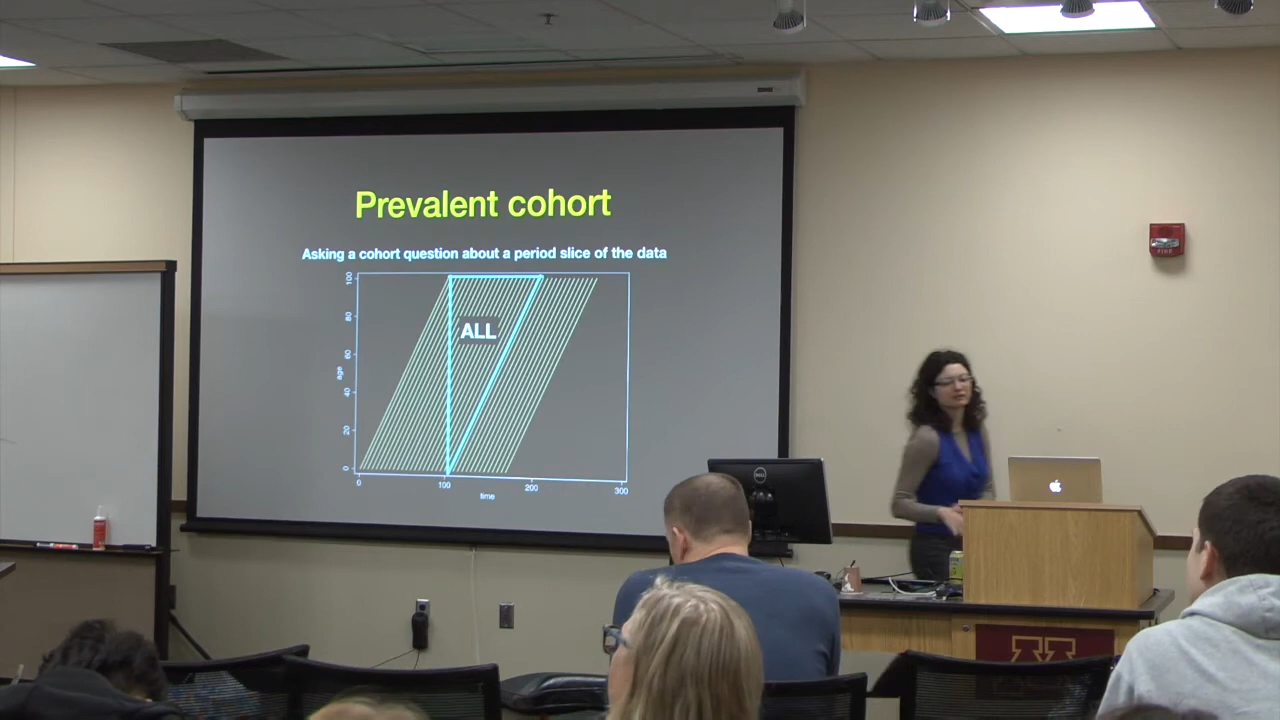 Prevalent cohort
Asking a cohort question about a period slice of the data
100
80
60
40
20
0
age
ALL
0
100
200
300
time
DELL
FIRE
M